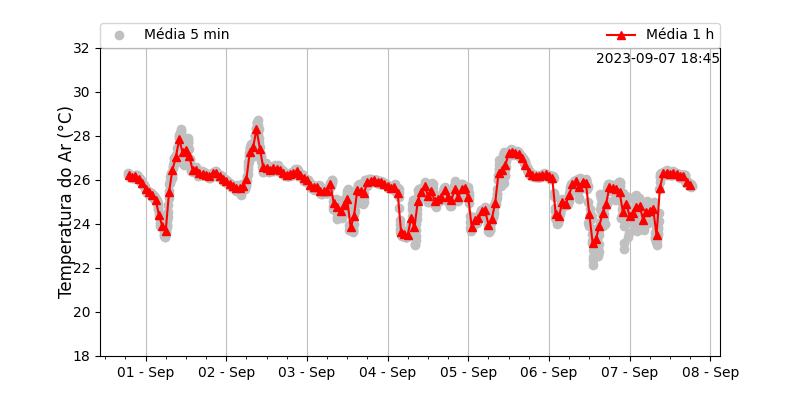 Média 5 min
Média 1 h
2023-09-07 18:45
Temperatura do Ar (°C)
32
30
28
26
24
22
20
18
01 - Sep
02 - Sep
03 - Sep
04 - Sep
05 - Sep
06 - Sep
07 - Sep
08 - Sep